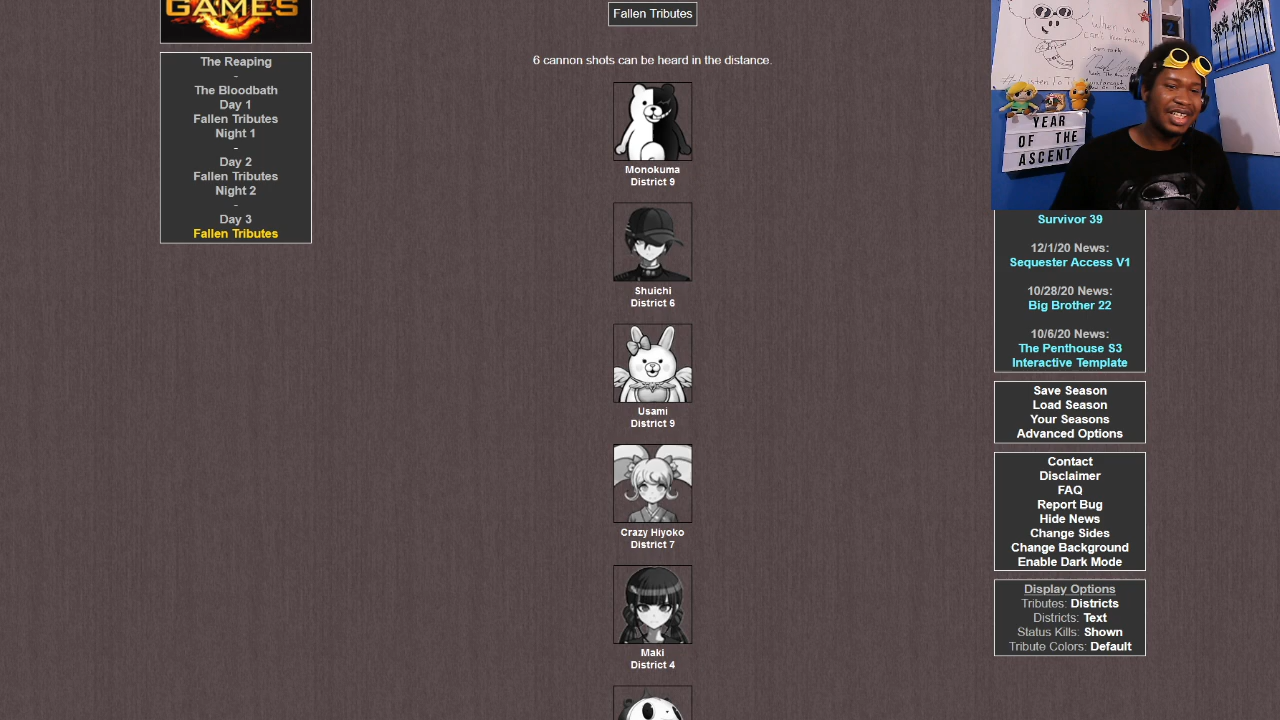 GAMES
The Reaping
-
The Bloodbath
Day 1
Fallen Tributes
Night 1
-
Day 2
Fallen Tributes
Night 2
-
Day 3
Fallen Tributes
Fallen Tributes
6 cannon shots can be heard in the distance.
Monokuma
District 9
Shuichi
District 6
Usami
District 9
Crazy Hiyoko
District 7
Maki
District 4
YEAR
OF THE
ASCENT
Survivor 39
12/1/20 News:
Sequester Access V1
10/28/20 News:
Big Brother 22
10/6/20 News:
The Penthouse S3
Interactive Template
Save Season
Load Season
Your Seasons
Advanced Options
Contact
Disclaimer
FAQ
Report Bug
Hide News
Change Sides
Change Background
Enable Dark Mode
Display Options
Tributes: Districts
Districts: Text
Status Kills: Shown
Tribute Colors: Default